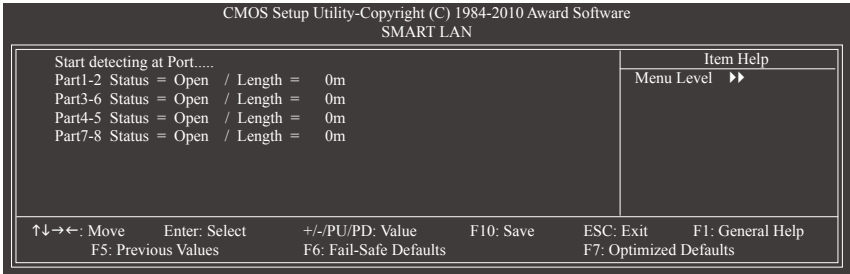 CMOS Setup Utility-Copyright (C) 1984-2010 Award Software
SMART LAN
Start detecting at Port.....
Part1-2 Status = Open / Length = 0m
Part3-6 Status = Open / Length = 0m
Part4-5 Status = Open / Length = 0m
Part7-8 Status = Open / Length = 0m
Item Help
Menu Level ▶▶
↑↓→←: Move Enter: Select +/-/PU/PD: Value F10: Save ESC: Exit F1: General Help
F5: Previous Values F6: Fail-Safe Defaults F7: Optimized Defaults